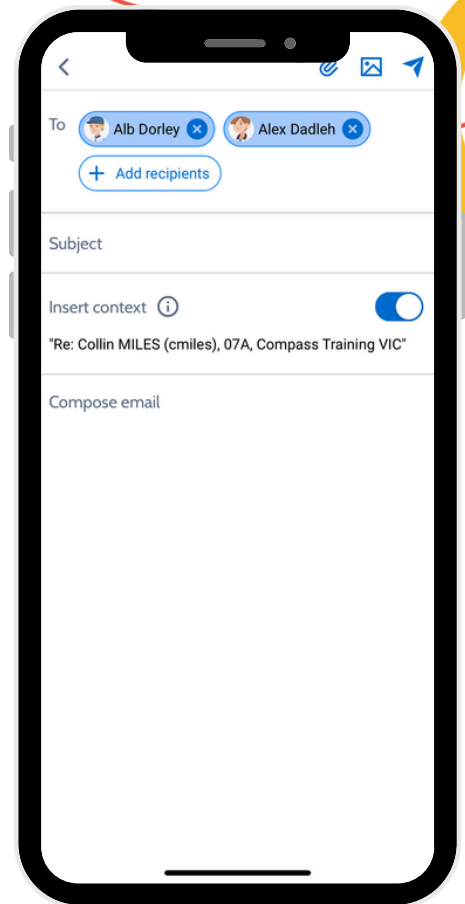 To Alb Dorley Alex Dadleh
Add recipients
Subject
Insert context
"Re: Collin MILES (cmiles), 07A, Compass Training VIC"
Compose email